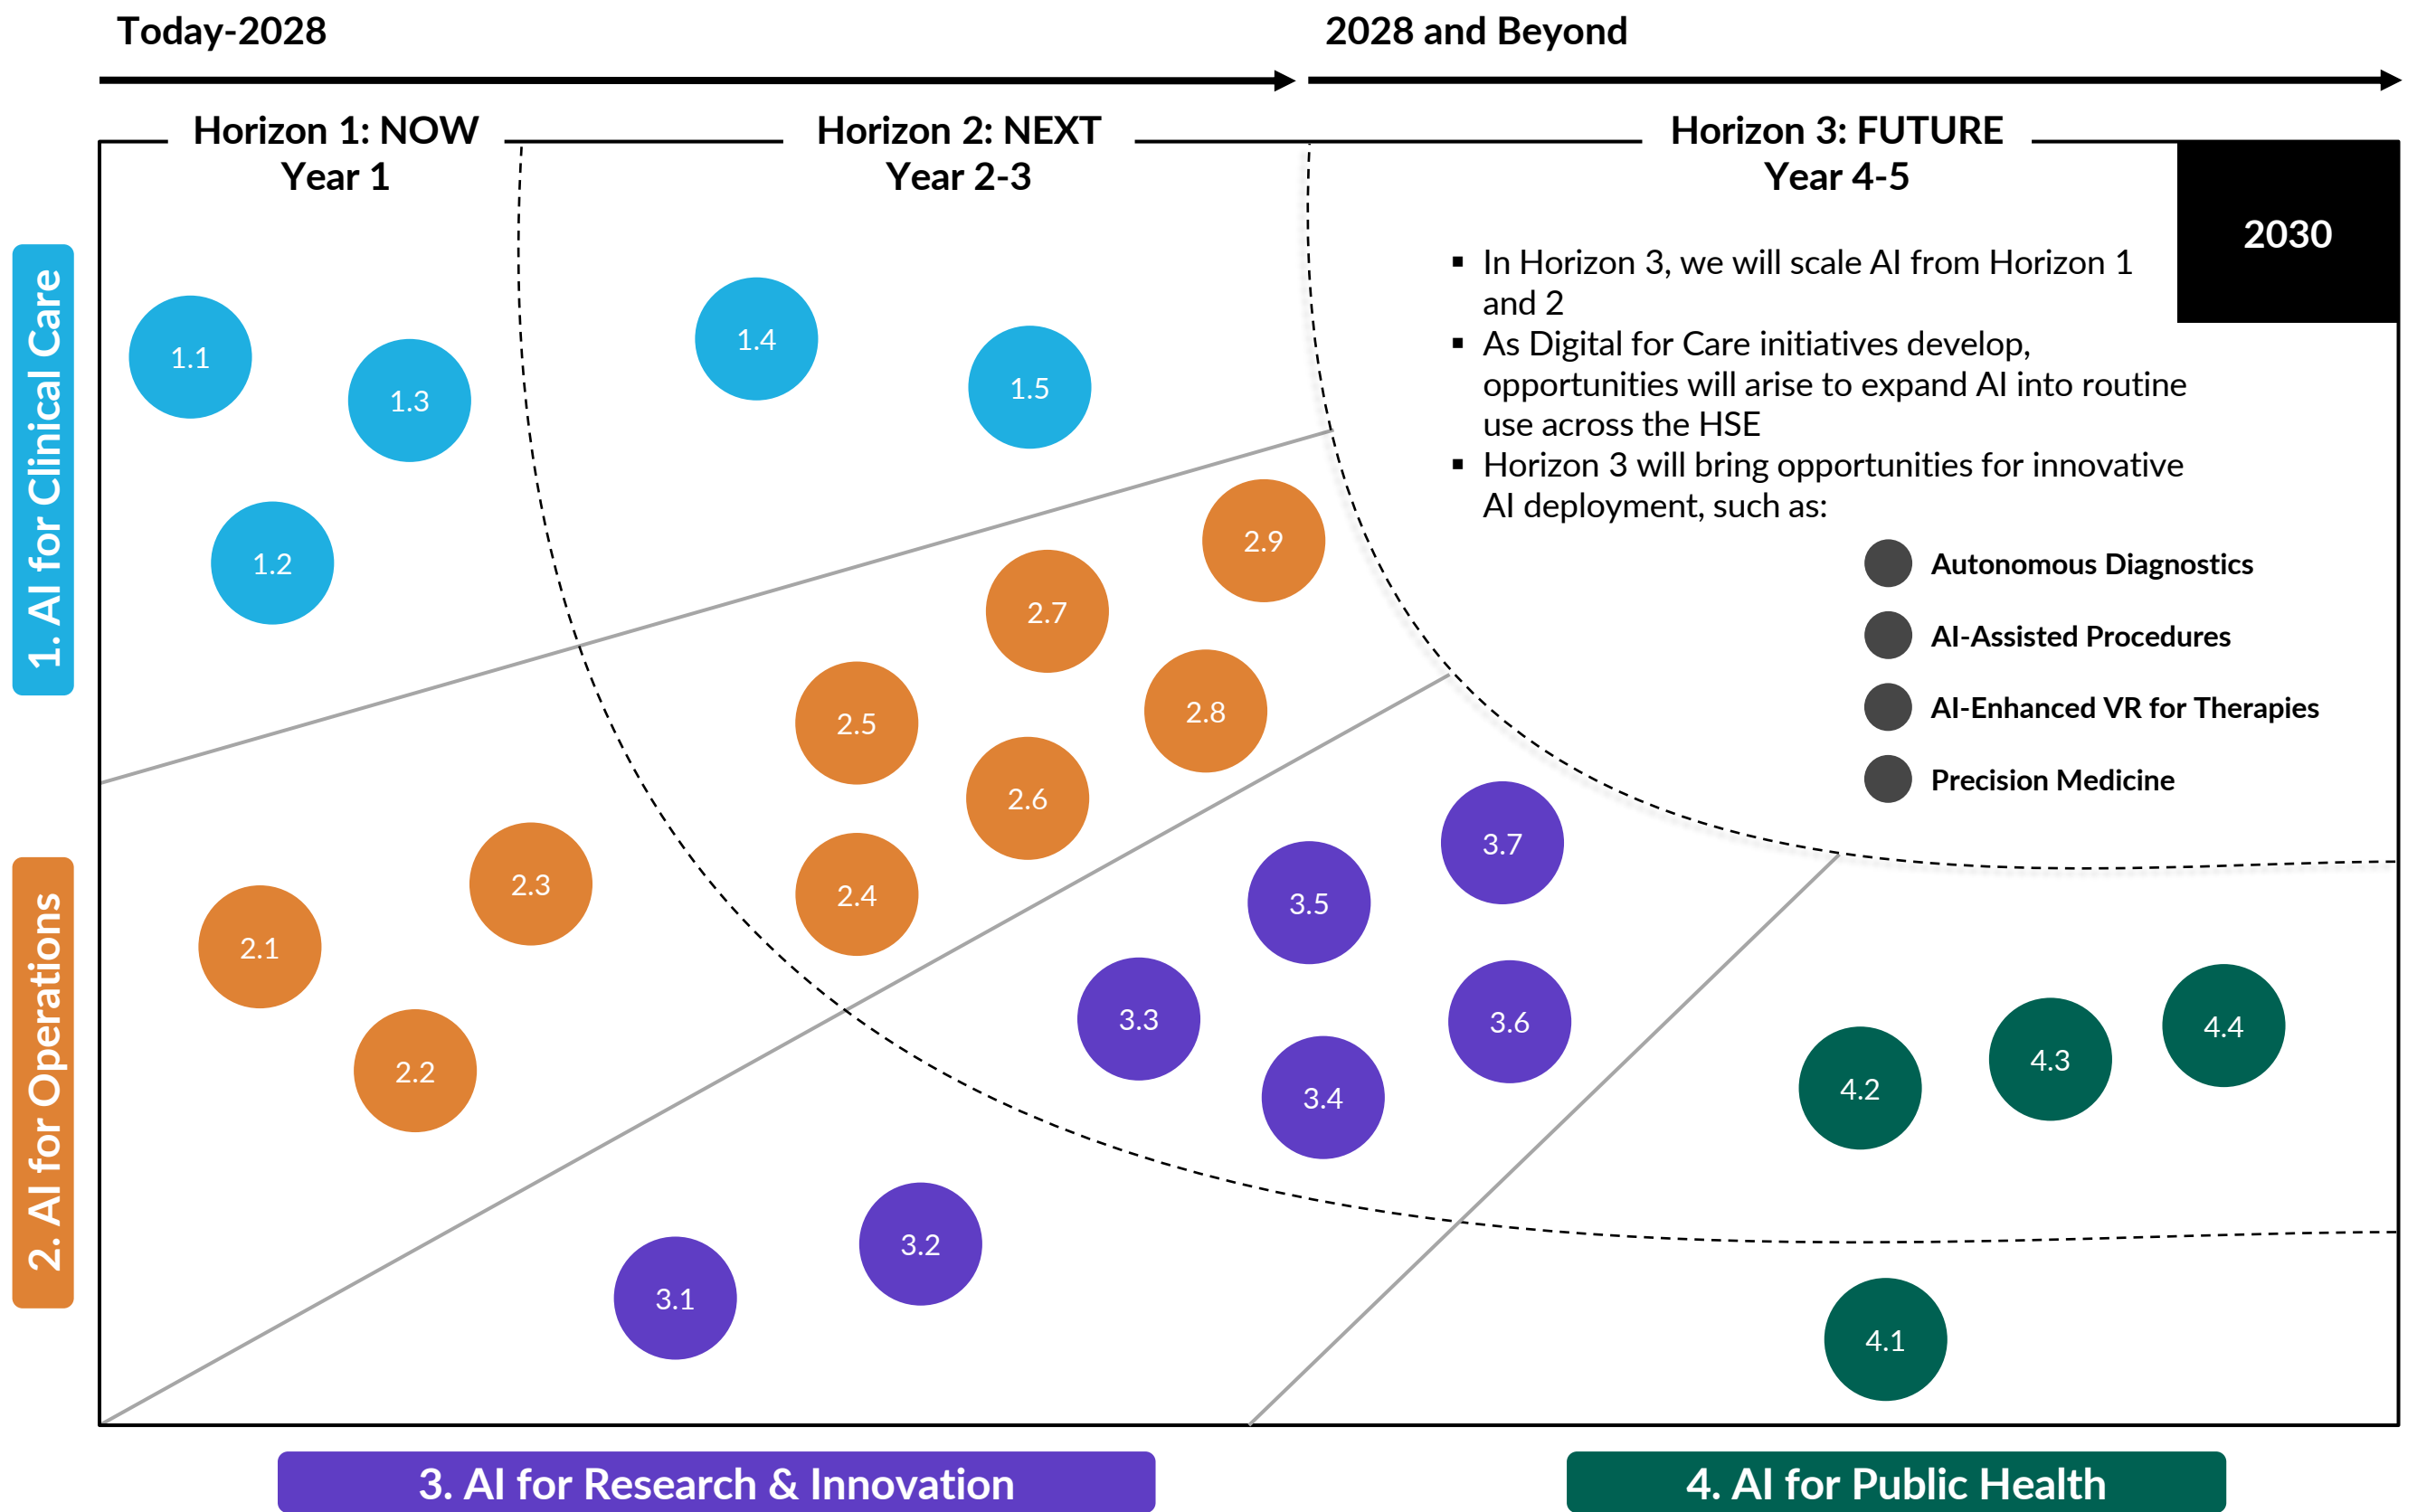 Today-2028
2028 and Beyond
Horizon 1: NOW
Year 1
Horizon 2: NEXT
Year 2-3
Horizon 3: FUTURE
Year 4-5
2030
▪ In Horizon 3, we will scale AI from Horizon 1
and 2
▪ As Digital for Care initiatives develop,
opportunities will arise to expand AI into routine
use across the HSE
▪ Horizon 3 will bring opportunities for innovative
AI deployment, such as:
Autonomous Diagnostics
AI-Assisted Procedures
AI-Enhanced VR for Therapies
Precision Medicine
1. AI for Clinical Care
1.1
1.3
1.2
1.4
1.5
2. AI for Operations
2.1
2.2
2.3
2.4
2.5
2.6
2.7
2.8
2.9
3.1
3.2
3.3
3.4
3.5
3.6
3.7
4.1
4.2
4.3
4.4
3. AI for Research & Innovation
4. AI for Public Health